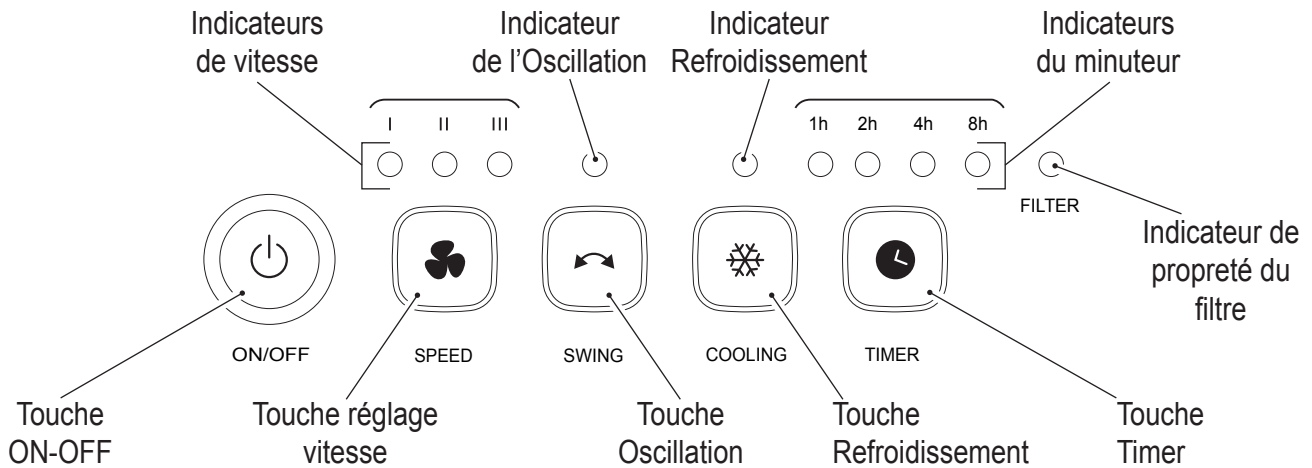 Indicateurs
de vitesse
Indicateur
de l'Oscillation
Indicateur
Refroidissement
Indicateurs
du minuteur
I II III
1h 2h 4h 8h
FILTER
Indicateur de
propreté du
filtre
ON/OFF
SPEED
SWING
COOLING
TIMER
Touche
ON-OFF
Touche réglage
vitesse
Touche
Oscillation
Touche
Refroidissement
Touche
Timer